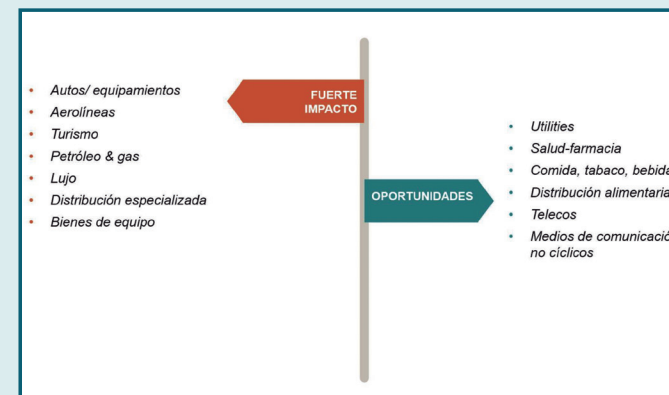 FUERTE
IMPACTO
• Autos/ equipamientos
• Aerolíneas
• Turismo
• Petróleo & gas
• Lujo
• Distribución especializada
• Bienes de equipo
OPORTUNIDADES
• Utilities
• Salud-farmacia
• Comida, tabaco, bebida
• Distribución alimentaria
• Telecos
• Medios de comunicació
no cíclicos